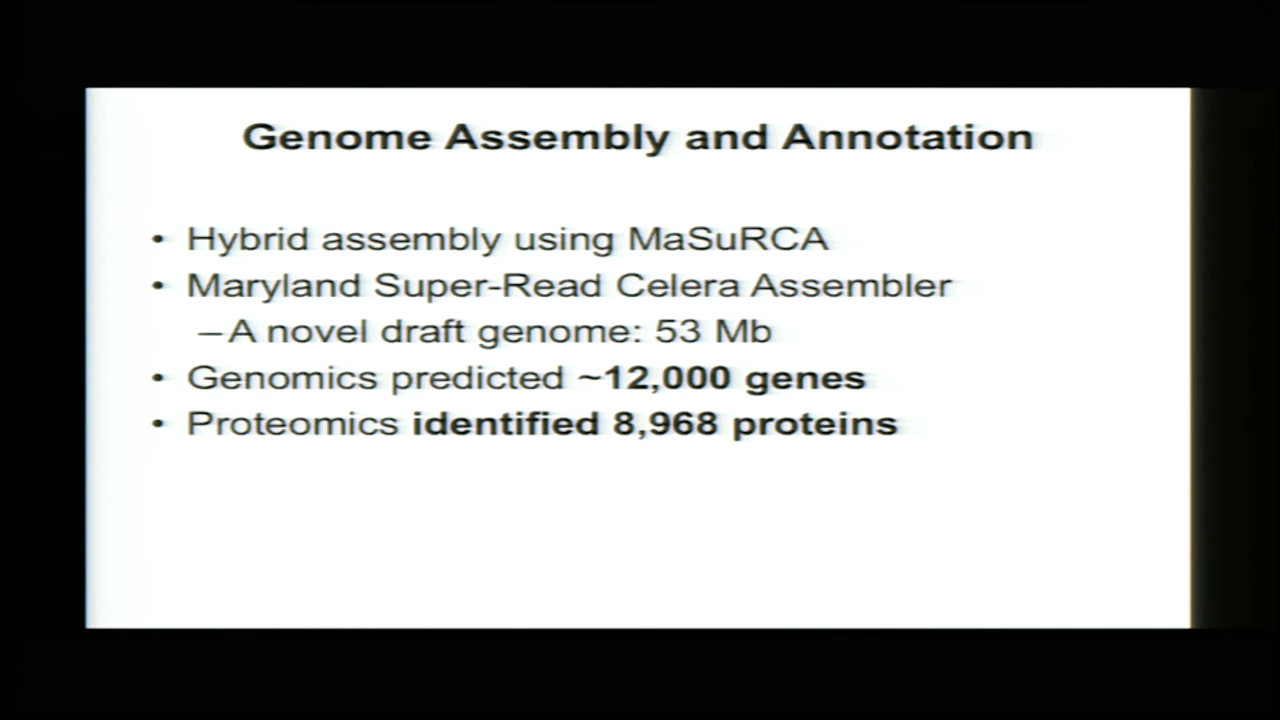 Genome Assembly and Annotation
• Hybrid assembly using MaSuRCA
• Maryland Super-Read Celera Assembler
– A novel draft genome: 53 Mb
• Genomics predicted ~12,000 genes
• Proteomics identified 8,968 proteins